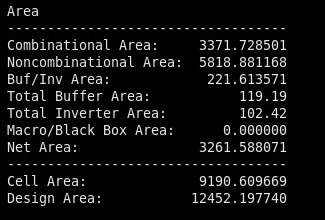 Area
-----------------------------------
Combinational Area:     3371.728501
Noncombinational Area:  5818.881168
Buf/Inv Area:            221.613571
Total Buffer Area:           119.19
Total Inverter Area:         102.42
Macro/Black Box Area:      0.000000
Net Area:               3261.588071
-----------------------------------
Cell Area:              9190.609669
Design Area:           12452.197740